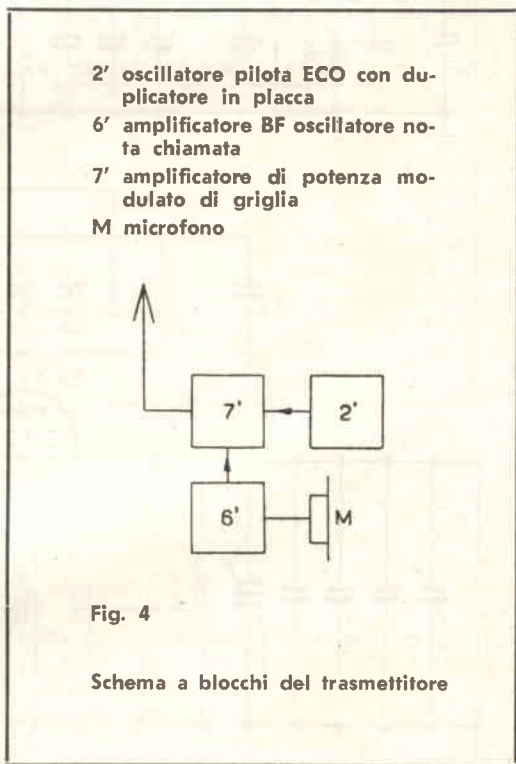 2' oscillatore pilota ECO con du-
plicatore in placca
6' amplificatore BF oscillatore no-
ta chiamata
7' amplificatore di potenza mo-
dulato di griglia
M microfono
7' 2'
6' M
Fig. 4
Schema a blocchi del trasmettitore